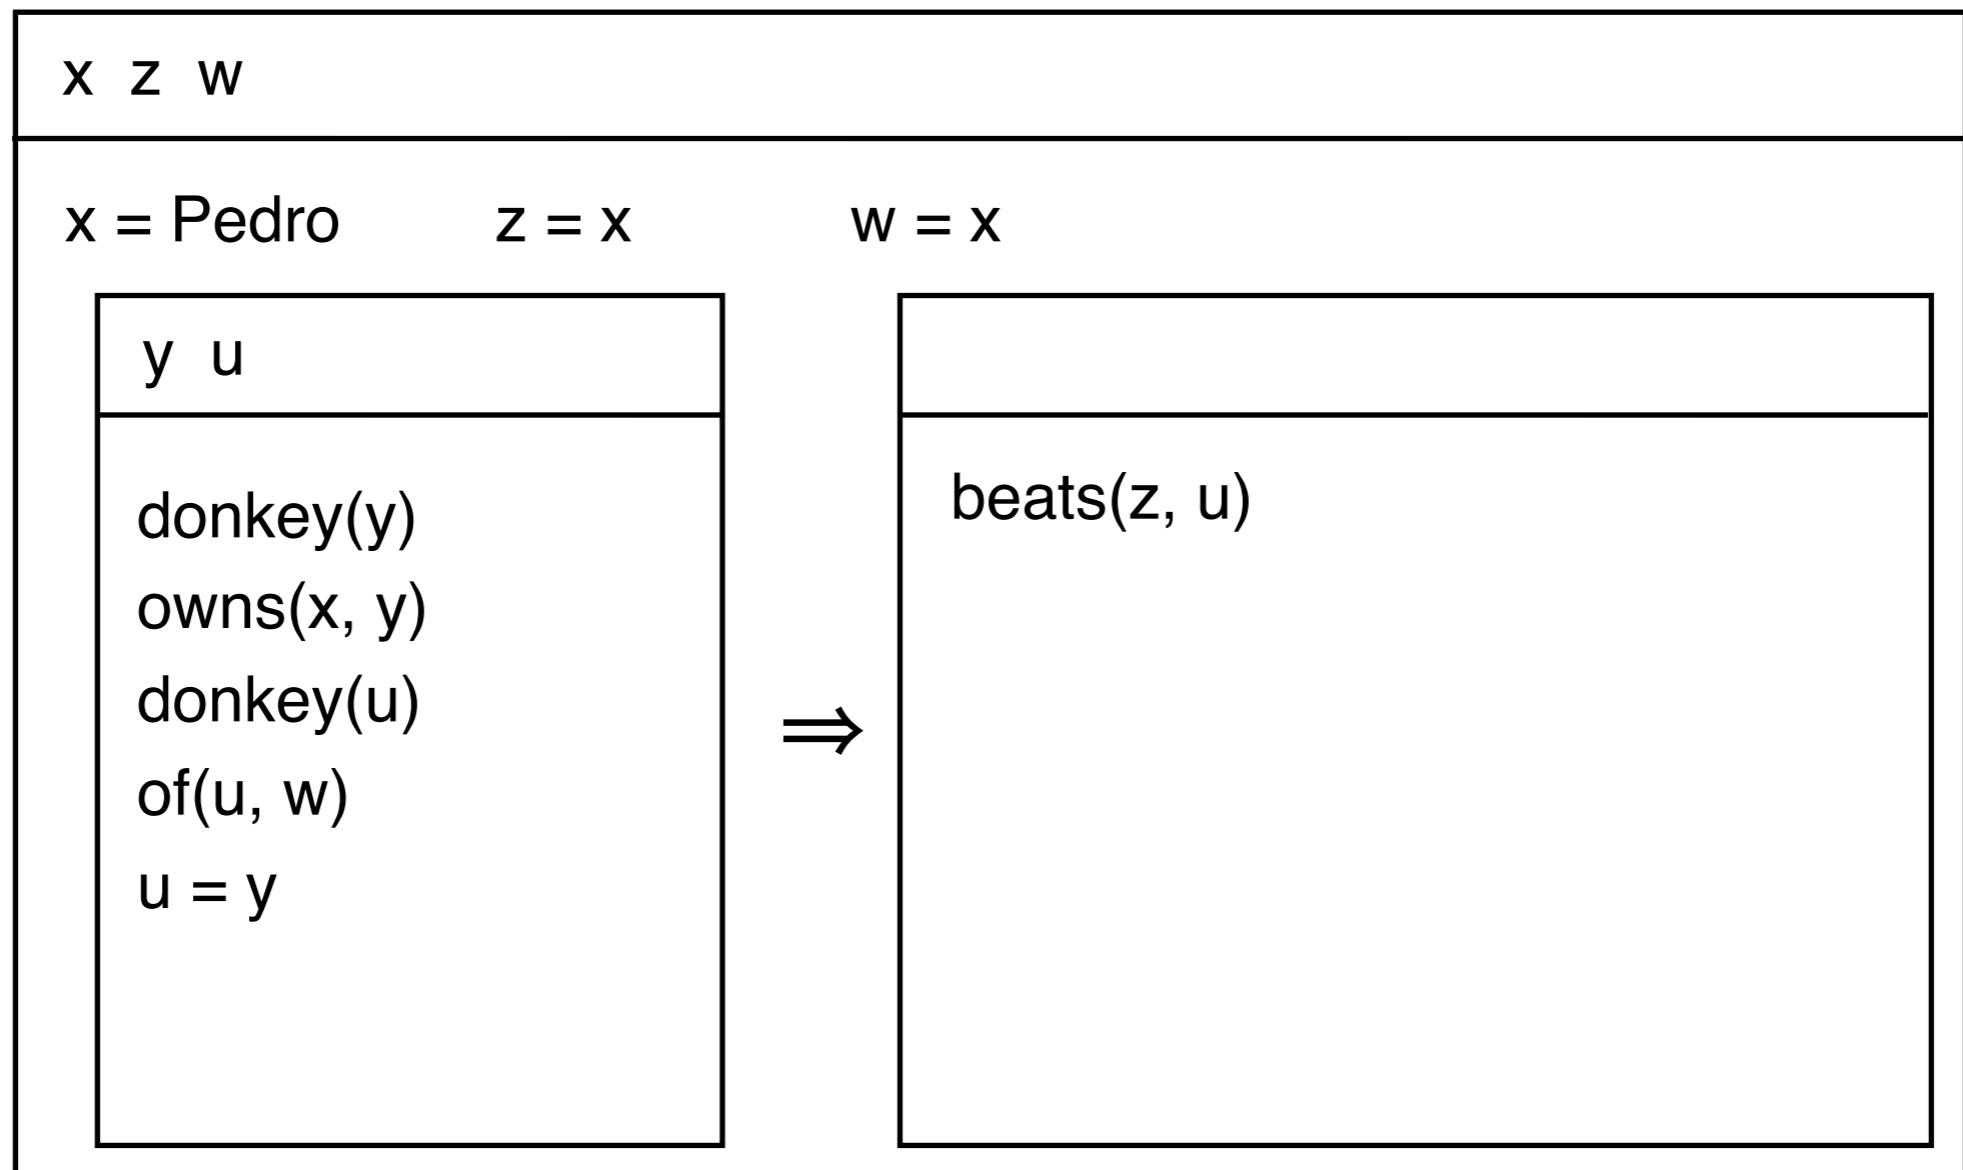 x z w
x = Pedro z = x w = x
y u
donkey(y)
owns(x, y)
donkey(u)
of(u, w)
u = y
⇒
beats(z, u)